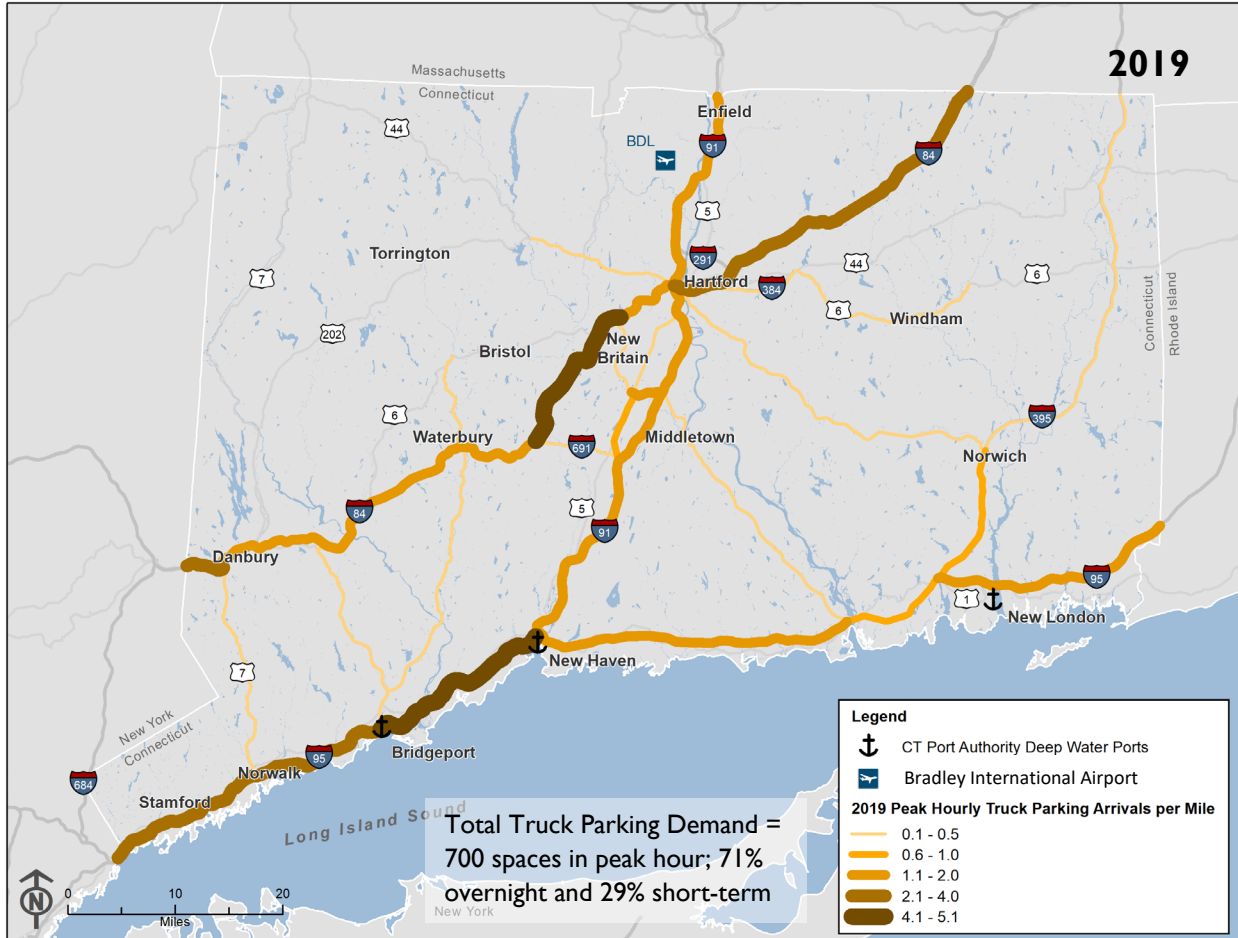 2019
Massachusetts
Connecticut
Enfield
BDL
91
84
44
5
Torrington
7
291
Hartford
384
44
6
202
6
Windham
Connecticut
Rhode Island
Bristol
New
Britain
6
Waterbury
691
Middletown
395
Norwich
84
5
91
Danbury
95
1
New London
New Haven
7
New York
Connecticut
Bridgeport
95
Norwalk
684
Stamford
Long Island Sound
Total Truck Parking Demand =
700 spaces in peak hour; 71%
overnight and 29% short-term
New York
N
0 10 20
Miles
Legend
CT Port Authority Deep Water Ports
Bradley International Airport
2019 Peak Hourly Truck Parking Arrivals per Mile
0.1 - 0.5
0.6 - 1.0
1.1 - 2.0
2.1 - 4.0
4.1 - 5.1